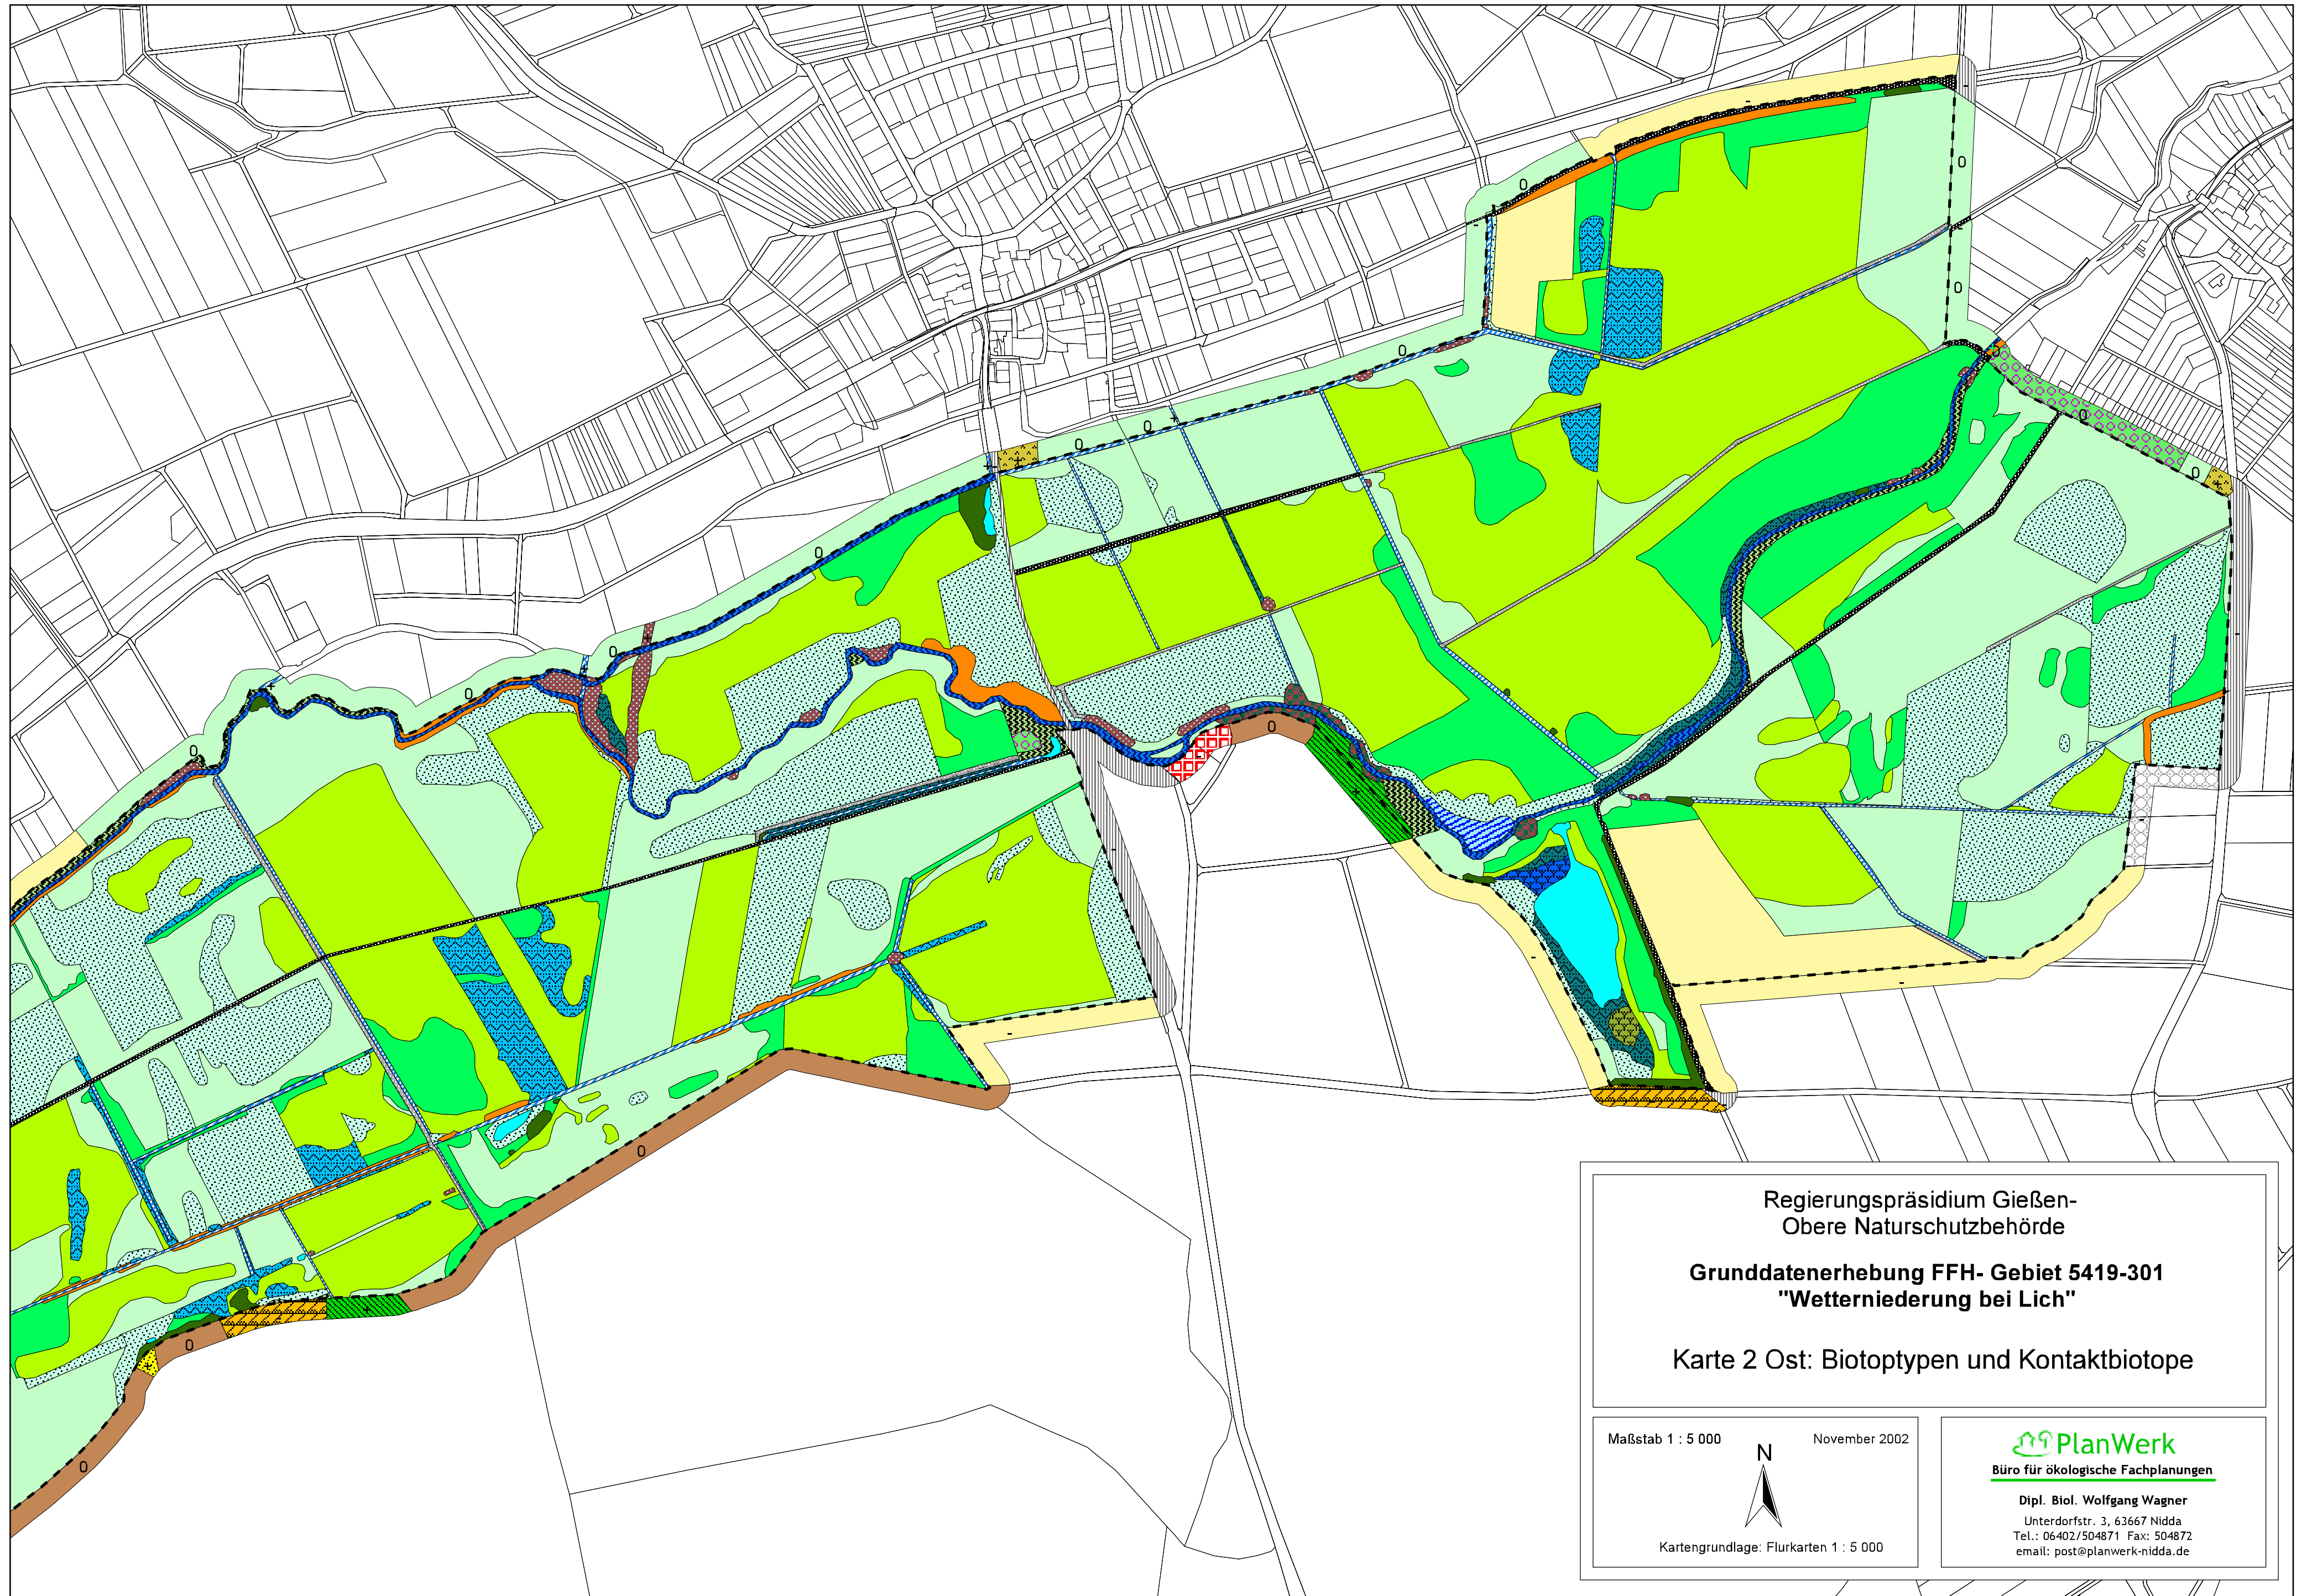 Regierungspräsidium Gießen-
Obere Naturschutzbehörde
Grunddatenerhebung FFH- Gebiet 5419-301
"Wetterniederung bei Lich"
Karte 2 Ost: Biotoptypen und Kontaktbiotope
Maßstab 1 : 5 000
November 2002
N
Kartengrundlage: Flurkarten 1 : 5 000
PlanWerk
Büro für ökologische Fachplanungen
Dipl. Biol. Wolfgang Wagner
Unterdorfstr. 3, 63667 Nidda
Tel.: 06402/504871 Fax: 504872
email: post@planwerk-nidda.de